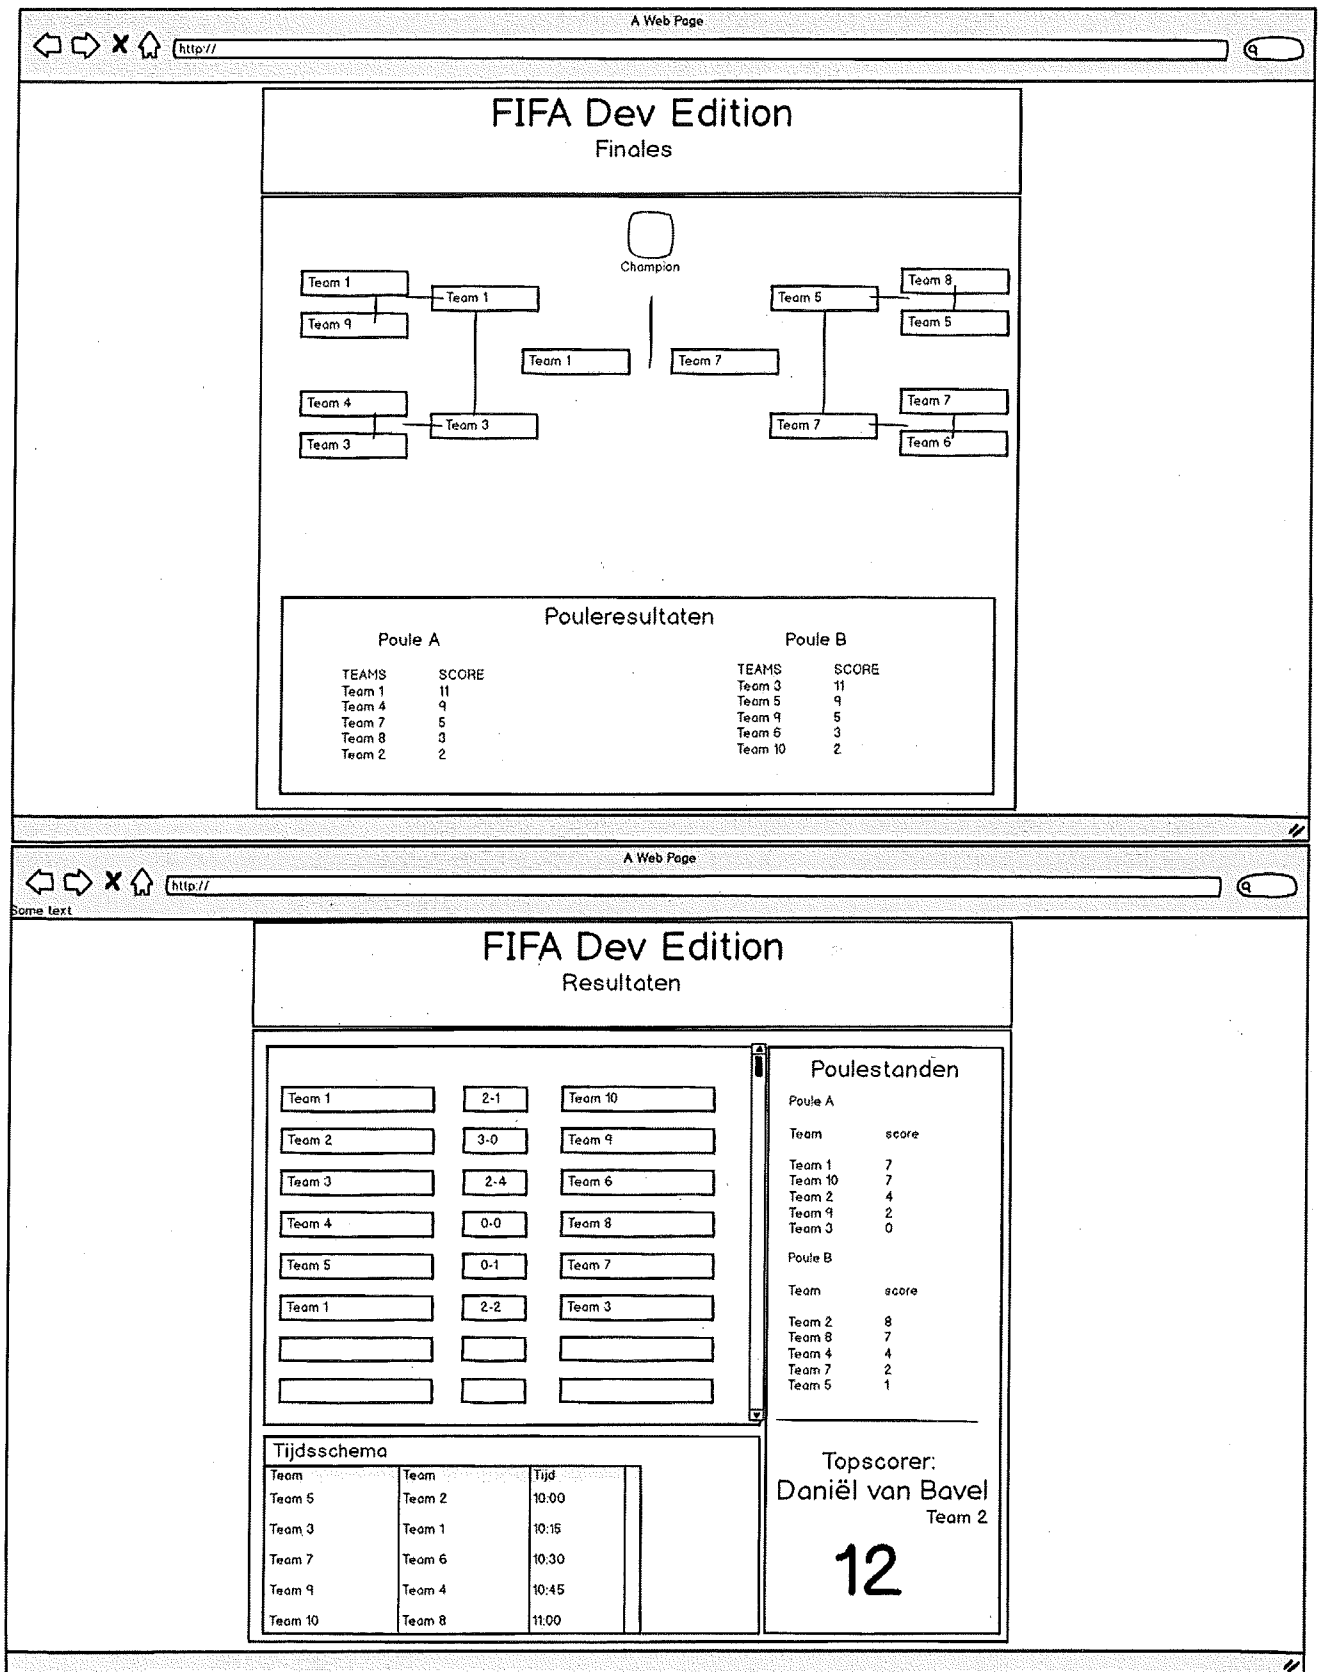 A Web Page
http://
FIFA Dev Edition
Finales
Champion
Team 1
Team 9
Team 1
Team 4
Team 3
Team 3
Team 1
Team 7
Team 5
Team 8
Team 5
Team 7
Team 7
Team 6
Pouleresultaten
Poule A
TEAMS SCORE
Team 1 11
Team 4 9
Team 7 5
Team 8 3
Team 2 2
Poule B
TEAMS SCORE
Team 3 11
Team 5 9
Team 9 5
Team 6 3
Team 10 2
A Web Page
http://
Some text
FIFA Dev Edition
Resultaten
Team 1 2-1 Team 10
Team 2 3-0 Team 9
Team 3 2-4 Team 6
Team 4 0-0 Team 8
Team 5 0-1 Team 7
Team 1 2-2 Team 3
Tijdsschema
Team Team Tijd
Team 5 Team 2 10:00
Team 3 Team 1 10:15
Team 7 Team 6 10:30
Team 9 Team 4 10:45
Team 10 Team 8 11:00
Poulestanden
Poule A
Team score
Team 1 7
Team 10 7
Team 2 4
Team 9 2
Team 3 0
Poule B
Team score
Team 2 8
Team 8 7
Team 4 4
Team 7 2
Team 5 1
Topscorer:
Daniël van Bavel
Team 2
12